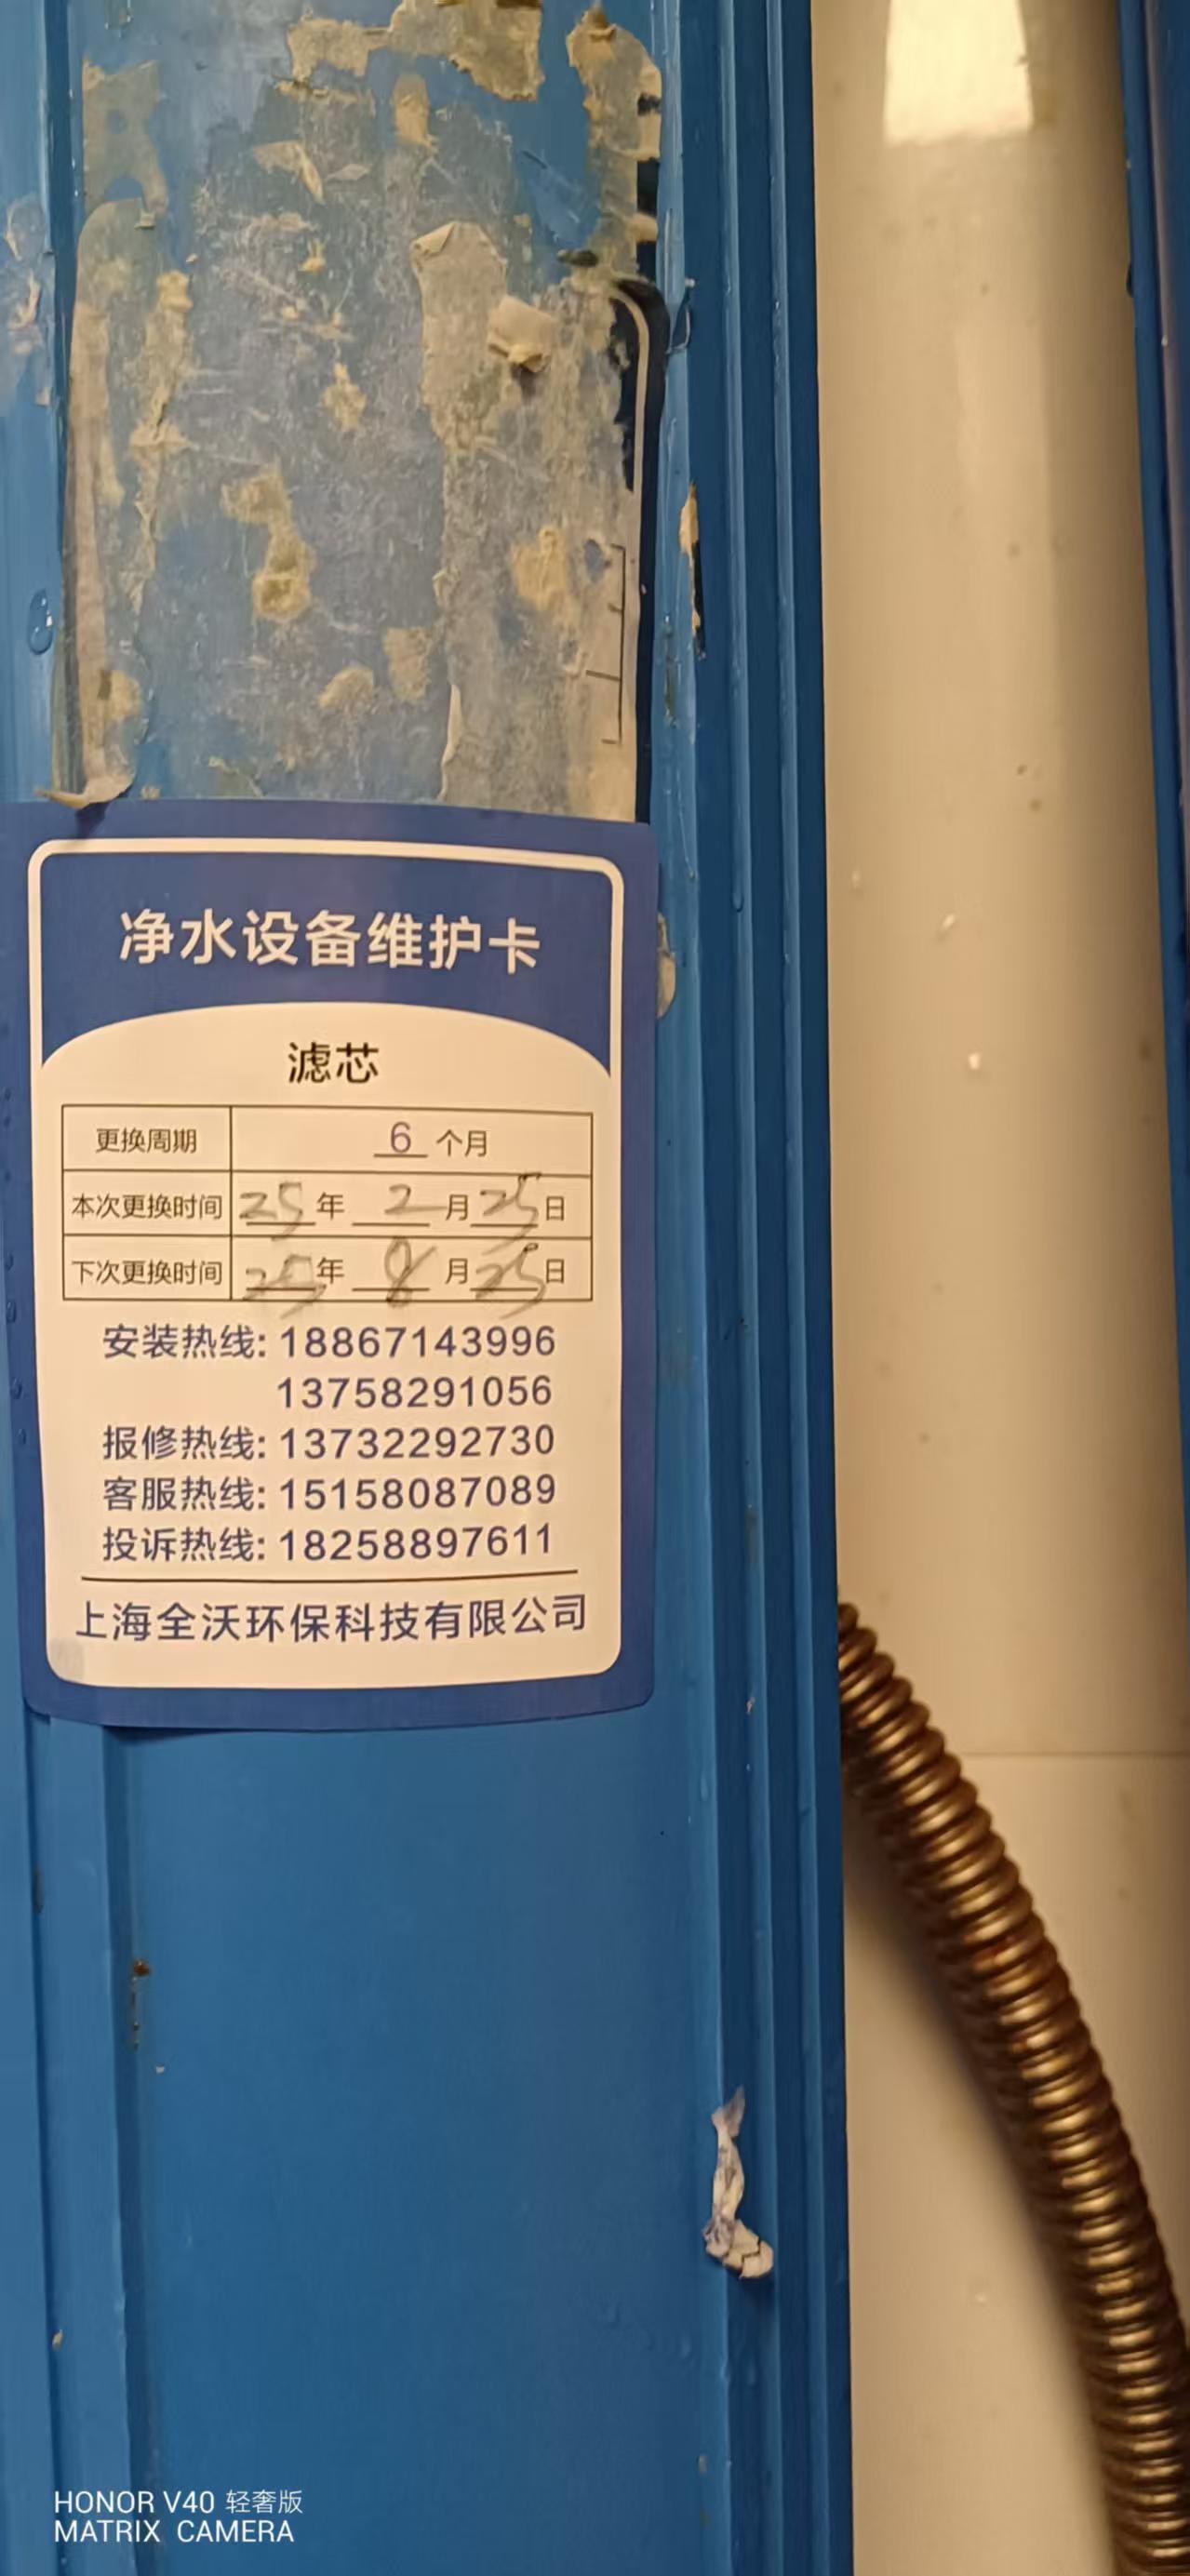 净水设备维护卡
滤芯
更换周期 6 个月
本次更换时间 25 年 2 月 25 日
下次更换时间 25 年 8 月 25 日
安装热线: 18867143996
13758291056
报修热线: 13732292730
客服热线: 15158087089
投诉热线: 18258897611
上海全沃环保科技有限公司
HONOR V40 轻奢版
MATRIX CAMERA